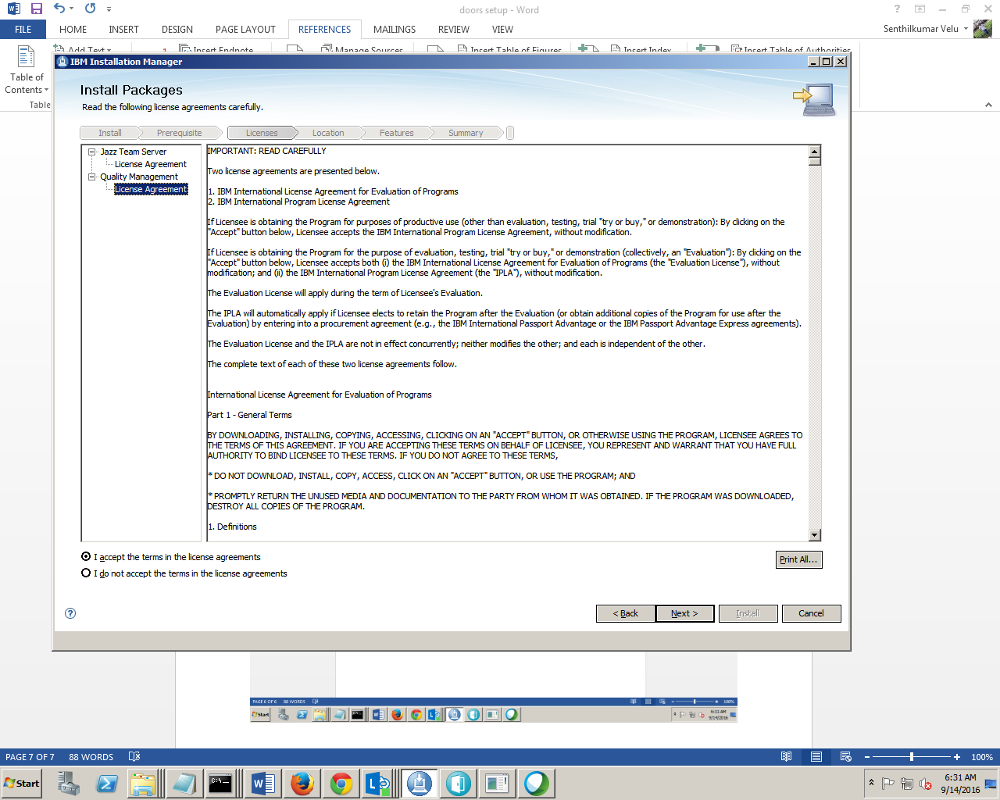 doors setup - Word
FILE HOME INSERT DESIGN PAGE LAYOUT REFERENCES MAILINGS REVIEW VIEW
Senthilkumar Velu
Add Text Insert Endnote Manage Sources Insert Table of Figures Insert Index Insert Table of Authorities
Table of
Contents
Table
IBM Installation Manager
Install Packages
Read the following license agreements carefully.
Install Prerequisite Licenses Location Features Summary
Jazz Team Server
License Agreement
Quality Management
License Agreement
IMPORTANT: READ CAREFULLY
Two license agreements are presented below.
1. IBM International License Agreement for Evaluation of Programs
2. IBM International Program License Agreement
If Licensee is obtaining the Program for purposes of productive use (other than evaluation, testing, trial "try or buy," or demonstration): By clicking on the
"Accept" button below, Licensee accepts the IBM International Program License Agreement, without modification.
If Licensee is obtaining the Program for the purpose of evaluation, testing, trial "try or buy," or demonstration (collectively, an "Evaluation"): By clicking on the
"Accept" button below, Licensee accepts both (i) the IBM International License Agreement for Evaluation of Programs (the "Evaluation License"), without
modification; and (ii) the IBM International Program License Agreement (the "IPLA"), without modification.
The Evaluation License will apply during the term of Licensee's Evaluation.
The IPLA will automatically apply if Licensee elects to retain the Program after the Evaluation (or obtain additional copies of the Program for use after the
Evaluation) by entering into a procurement agreement (e.g., the IBM International Passport Advantage or the IBM Passport Advantage Express agreements).
The Evaluation License and the IPLA are not in effect concurrently; neither modifies the other; and each is independent of the other.
The complete text of each of these two license agreements follow.
International License Agreement for Evaluation of Programs
Part 1 - General Terms
BY DOWNLOADING, INSTALLING, COPYING, ACCESSING, CLICKING ON AN "ACCEPT" BUTTON, OR OTHERWISE USING THE PROGRAM, LICENSEE AGREES TO
THE TERMS OF THIS AGREEMENT. IF YOU ARE ACCEPTING THESE TERMS ON BEHALF OF LICENSEE, YOU REPRESENT AND WARRANT THAT YOU HAVE FULL
AUTHORITY TO BIND LICENSEE TO THESE TERMS. IF YOU DO NOT AGREE TO THESE TERMS,
* DO NOT DOWNLOAD, INSTALL, COPY, ACCESS, CLICK ON AN "ACCEPT" BUTTON, OR USE THE PROGRAM; AND
* PROMPTLY RETURN THE UNUSED MEDIA AND DOCUMENTATION TO THE PARTY FROM WHOM IT WAS OBTAINED. IF THE PROGRAM WAS DOWNLOADED,
DESTROY ALL COPIES OF THE PROGRAM.
1. Definitions
I accept the terms in the license agreements
I do not accept the terms in the license agreements
Print All...
< Back Next > Install Cancel
PAGE 6 OF 6 88 WORDS 100%
Start 6:31 AM
9/14/2016
PAGE 7 OF 7 88 WORDS 100%
Start
6:31 AM
9/14/2016